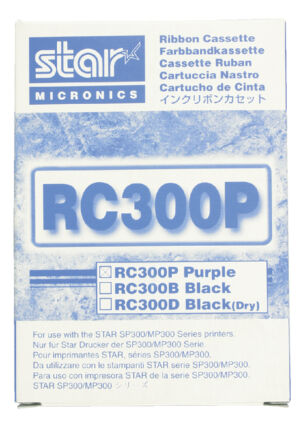 star
MICRONICS
Ribbon Cassette
Farbbandkassette
Cassette Ruban
Cartuccia Nastro
Cartucho de Cinta
インクリボンカセット
RC300P
RC300P Purple
RC300B Black
RC300D Black(Dry)
For use with the STAR SP300/MP300 Series printers.
Nur fur Star Drucker der SP300/MP300 Serie.
Pour imprimantes STAR, séries SP300/MP300.
Da utilizzare con le stampanti STAR serie SP300/MP300.
Para uso con impresora STAR de la serie SP300/MP300.
STAR SP300/MP300 シリーズ